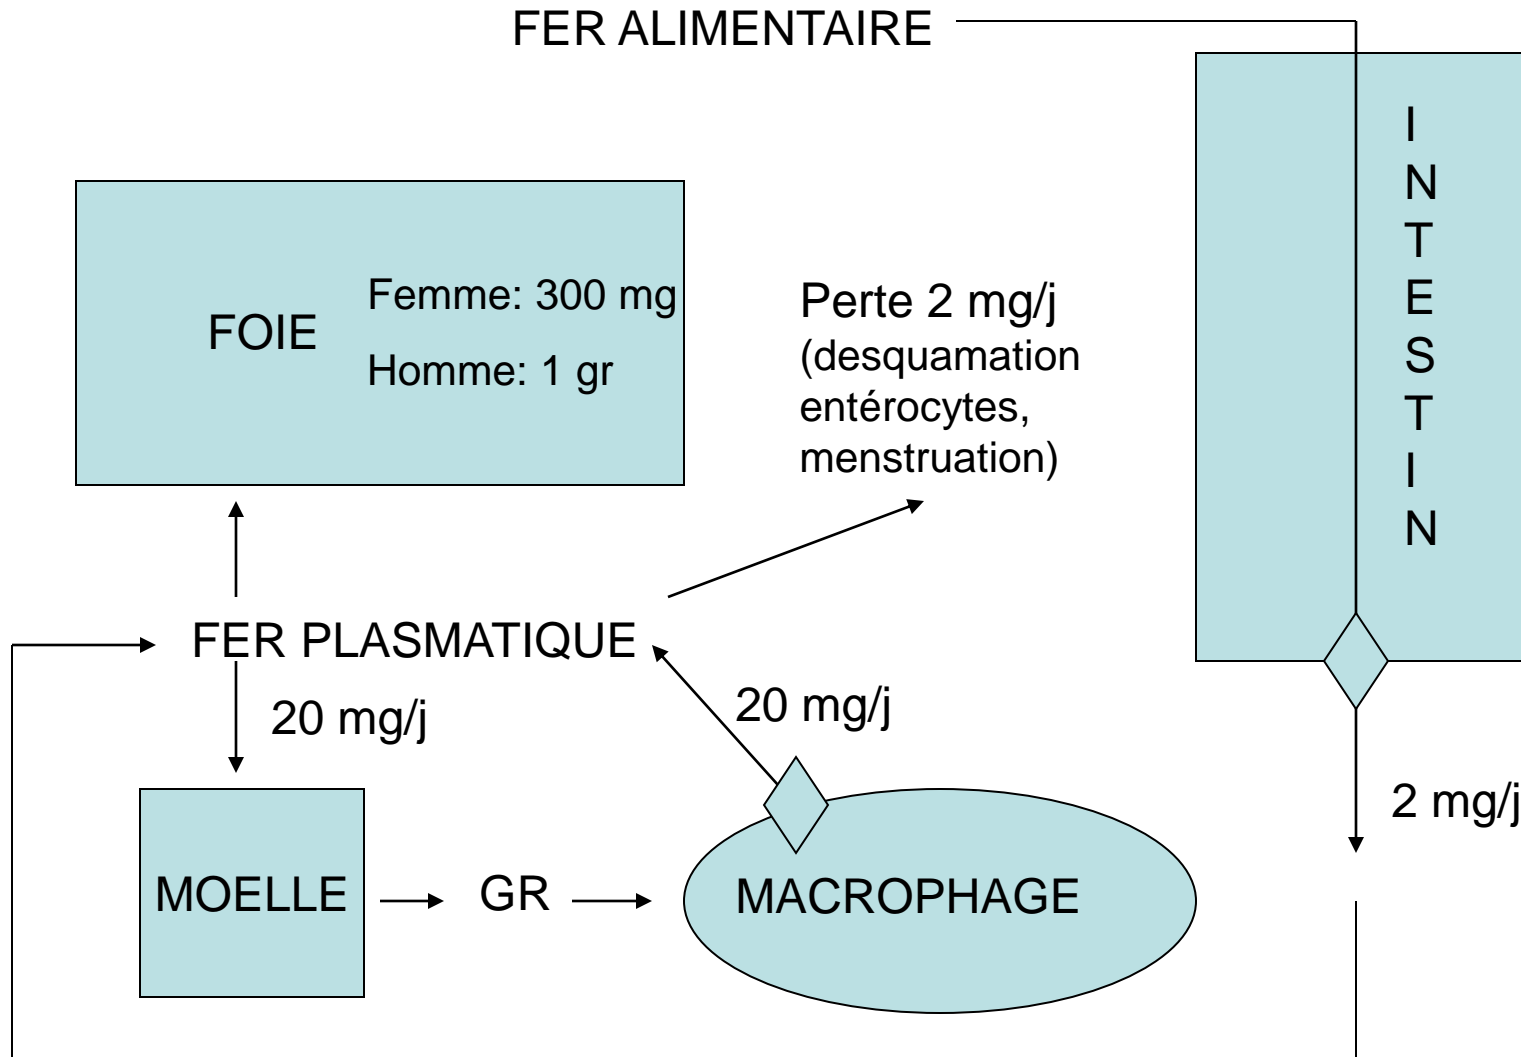 FER ALIMENTAIRE
INTESTIN
FOIE
Femme: 300 mg
Homme: 1 gr
Perte 2 mg/j
(desquamation
entérocytes,
menstruation)
FER PLASMATIQUE
20 mg/j
20 mg/j
2 mg/j
MOELLE
GR
MACROPHAGE